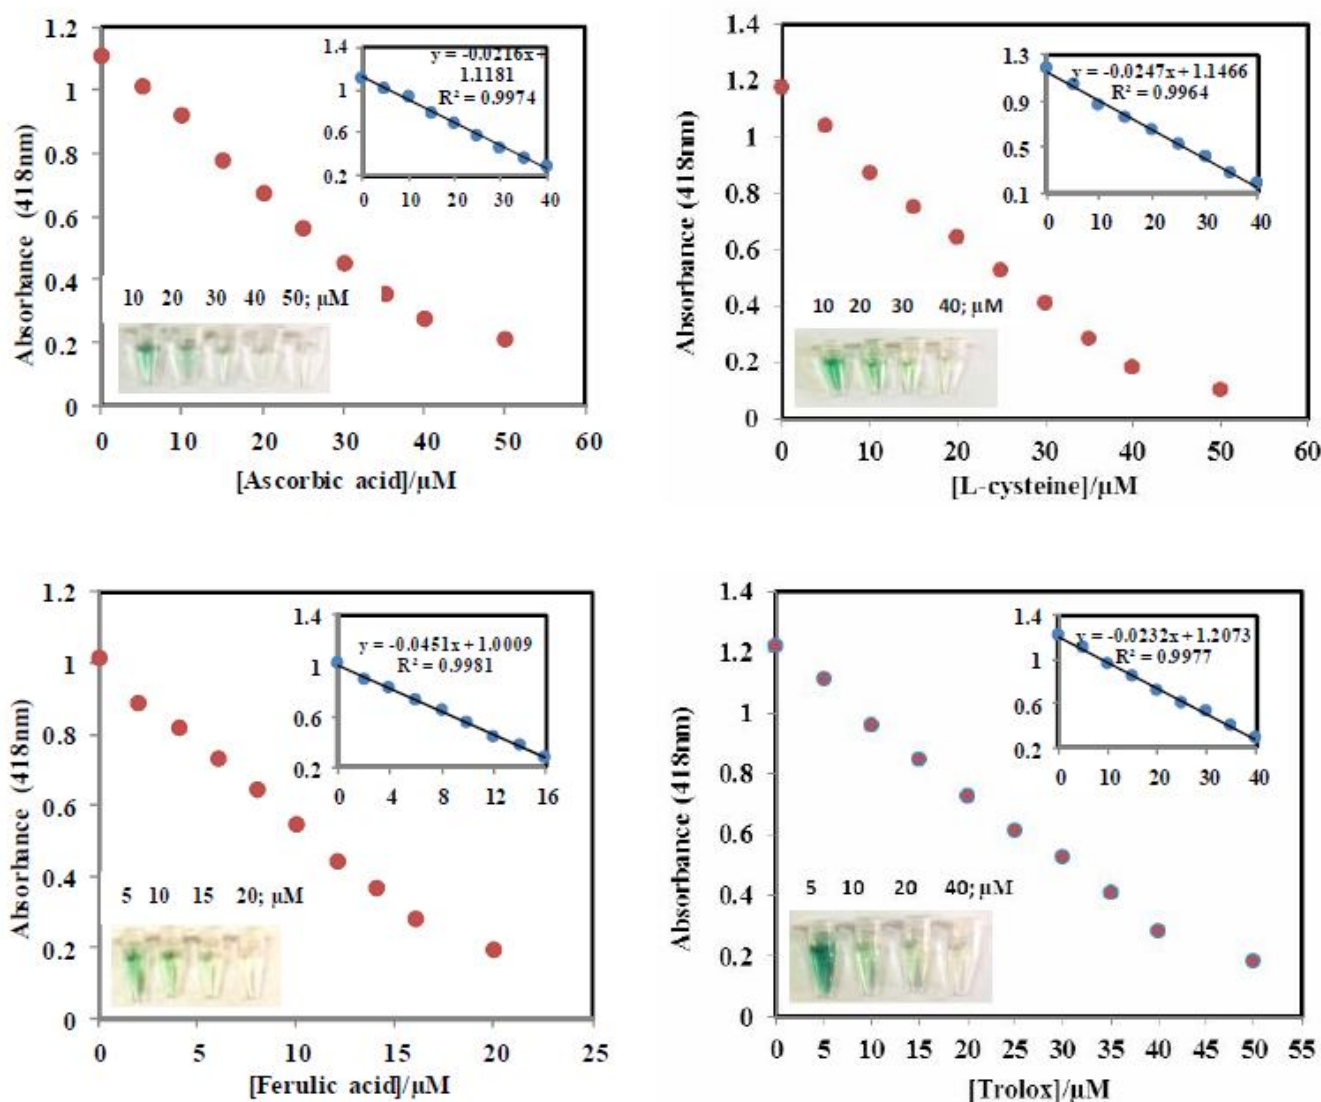 1.2
1
0.8
0.6
0.4
0.2
0
Absorbance (418nm)
0 10 20 30 40 50 60
[Ascorbic acid]/μM
10 20 30 40 50; μM
1.4
1
0.6
0.2
0 10 20 30 40
y = -0.0216x +
1.1181
R² = 0.9974
1.4
1.2
1
0.8
0.6
0.4
0.2
0
Absorbance (418nm)
0 10 20 30 40 50 60
[L-cysteine]/μM
10 20 30 40; μM
1.3
0.9
0.5
0.1
0 10 20 30 40
y = -0.0247x + 1.1466
R² = 0.9964
1.2
1
0.8
0.6
0.4
0.2
0
Absorbance (418nm)
0 5 10 15 20 25
[Ferulic acid]/μM
5 10 15 20; μM
1.4
1
0.6
0.2
0 4 8 12 16
y = -0.0451x + 1.0009
R² = 0.9981
1.4
1.2
1
0.8
0.6
0.4
0.2
0
Absorbance (418nm)
0 5 10 15 20 25 30 35 40 45 50 55
[Trolox]/μM
5 10 20 40; μM
1.4
1
0.6
0.2
0 10 20 30 40
y = -0.0232x + 1.2073
R² = 0.9977